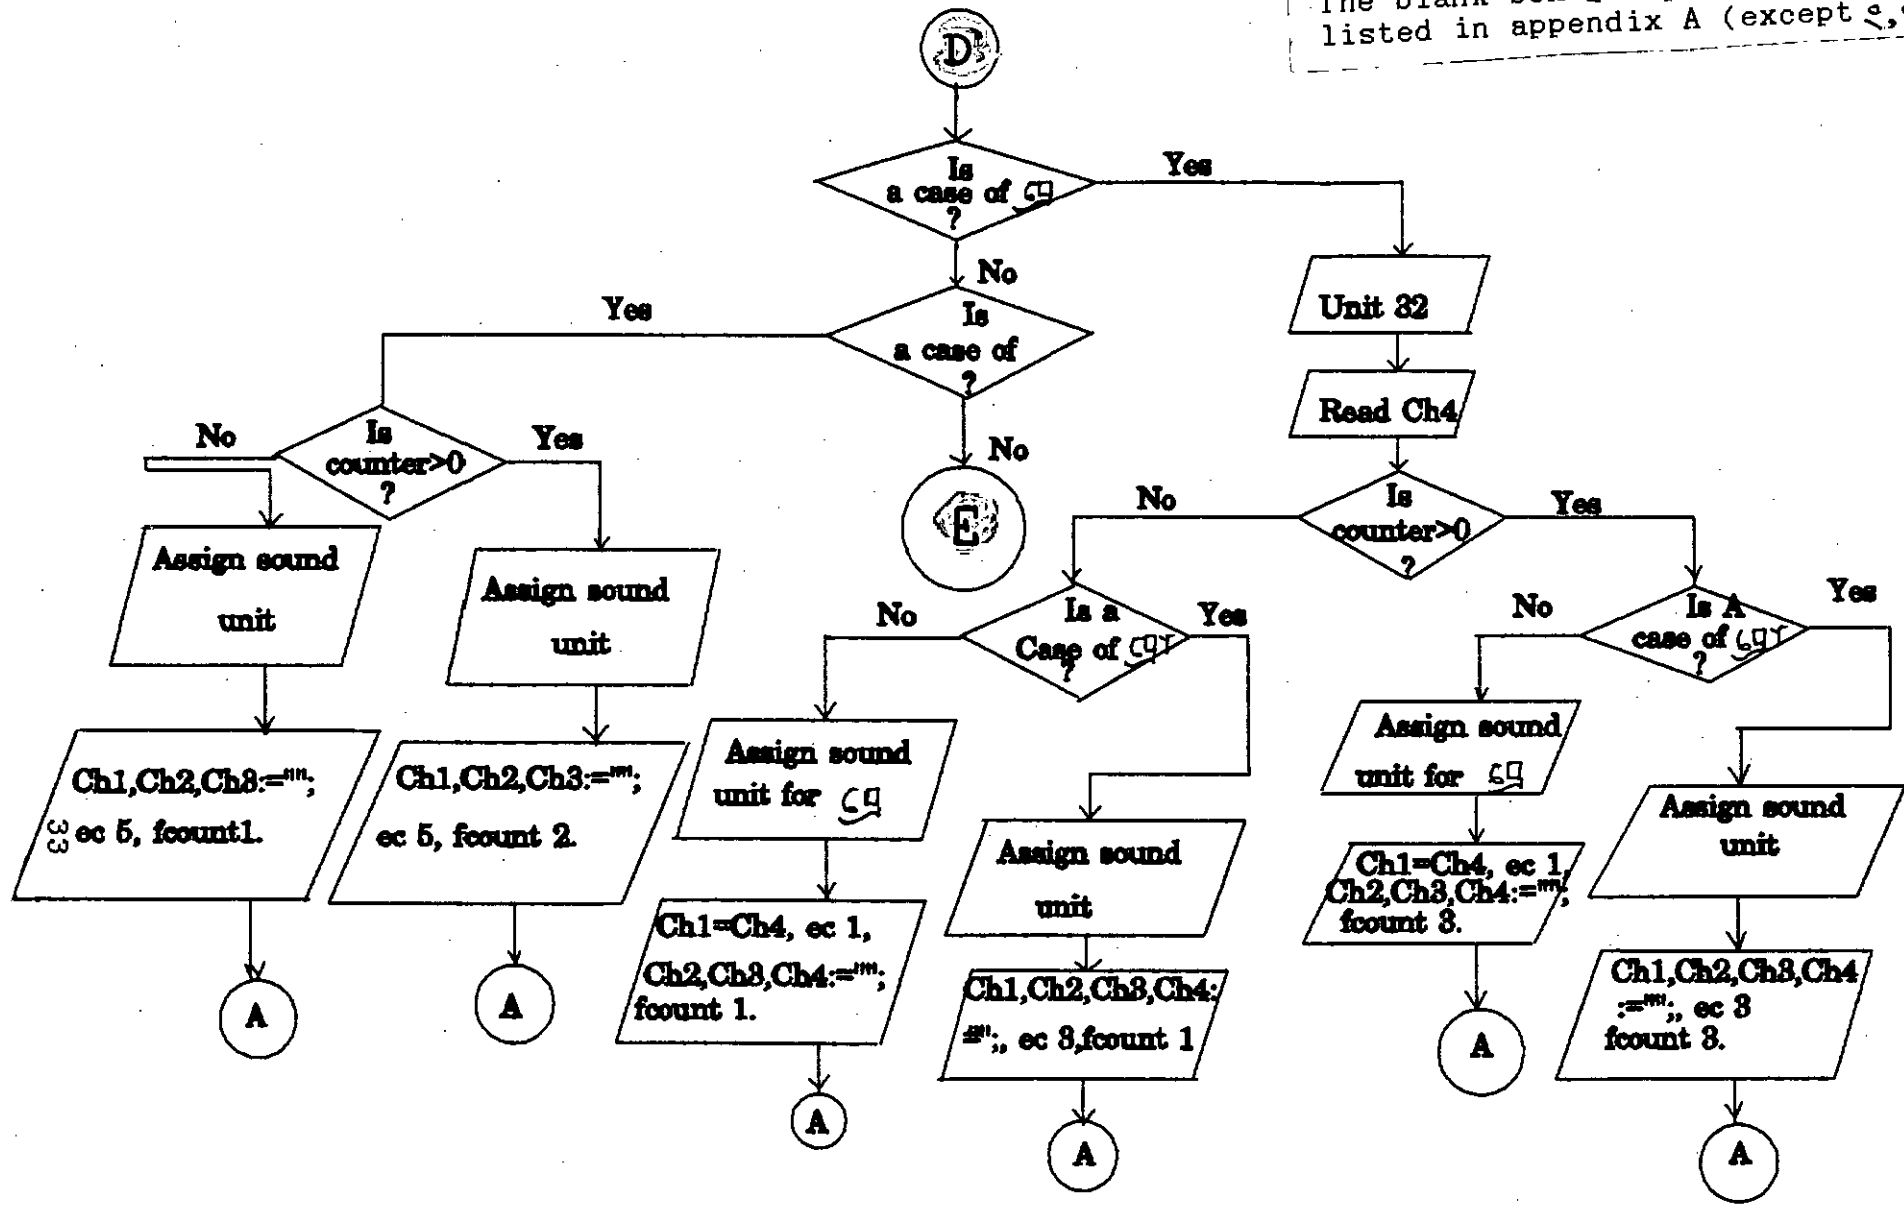 listed in appendix A (except
D
Is
a case of
?
Yes
No
Unit 32
Is
a case of
?
Yes
No
Read Ch4
E
Is
counter>0
?
No
Yes
Is
counter>0
?
No
Yes
Assign sound
unit
Assign sound
unit
Is a
Case of
?
No
Yes
Is A
case of
?
No
Yes
Ch1,Ch2,Ch3:="";
ec 5, fcount1.
33
Ch1,Ch2,Ch3:="";
ec 5, fcount 2.
Assign sound
unit for
Assign sound
unit
Assign sound
unit for
Assign sound
unit
Ch1=Ch4, ec 1,
Ch2,Ch3,Ch4:="";
fcount 1.
Ch1,Ch2,Ch3,Ch4:
="";, ec 3,fcount 1
Ch1=Ch4, ec 1,
Ch2,Ch3,Ch4:="";
fcount 3.
Ch1,Ch2,Ch3,Ch4
:="";, ec 3
fcount 3.
A
A
A
A
A
A